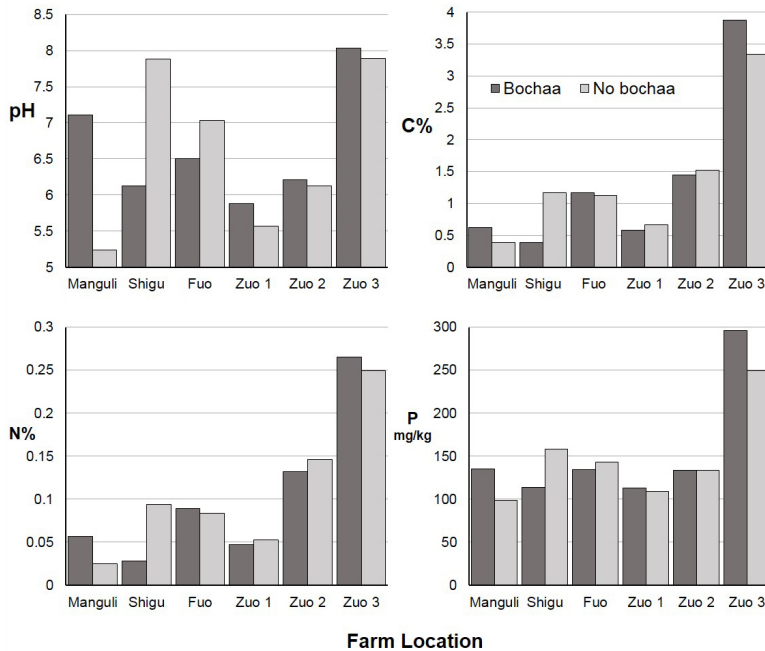 8.5
8
7.5
7
6.5
6
5.5
5
pH
Manguli Shigu Fuo Zuo 1 Zuo 2 Zuo 3
4
3.5
3
2.5
2
1.5
1
0.5
0
C%
Bochaa No bochaa
Manguli Shigu Fuo Zuo 1 Zuo 2 Zuo 3
0.3
0.25
0.2
0.15
0.1
0.05
0
N%
Manguli Shigu Fuo Zuo 1 Zuo 2 Zuo 3
300
250
200
150
100
50
0
P
mg/kg
Manguli Shigu Fuo Zuo 1 Zuo 2 Zuo 3
Farm Location